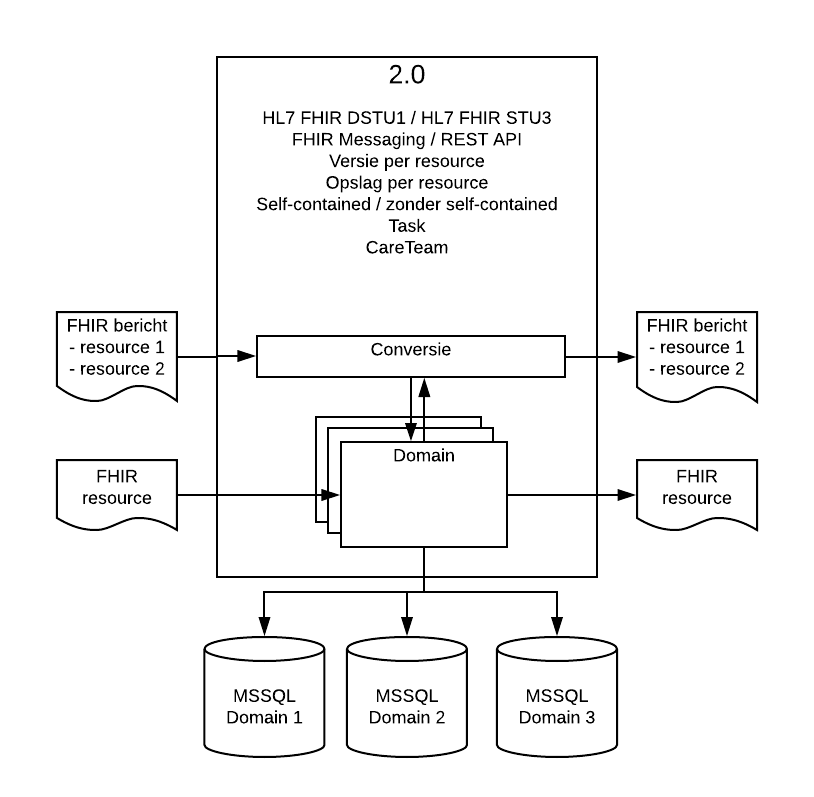 2.0
HL7 FHIR DSTU1 / HL7 FHIR STU3
FHIR Messaging / REST API
Versie per resource
Opslag per resource
Self-contained / zonder self-contained
Task
CareTeam
FHIR bericht
- resource 1
- resource 2
Conversie
FHIR bericht
- resource 1
- resource 2
FHIR
resource
Domain
FHIR
resource
MSSQL
Domain 1
MSSQL
Domain 2
MSSQL
Domain 3